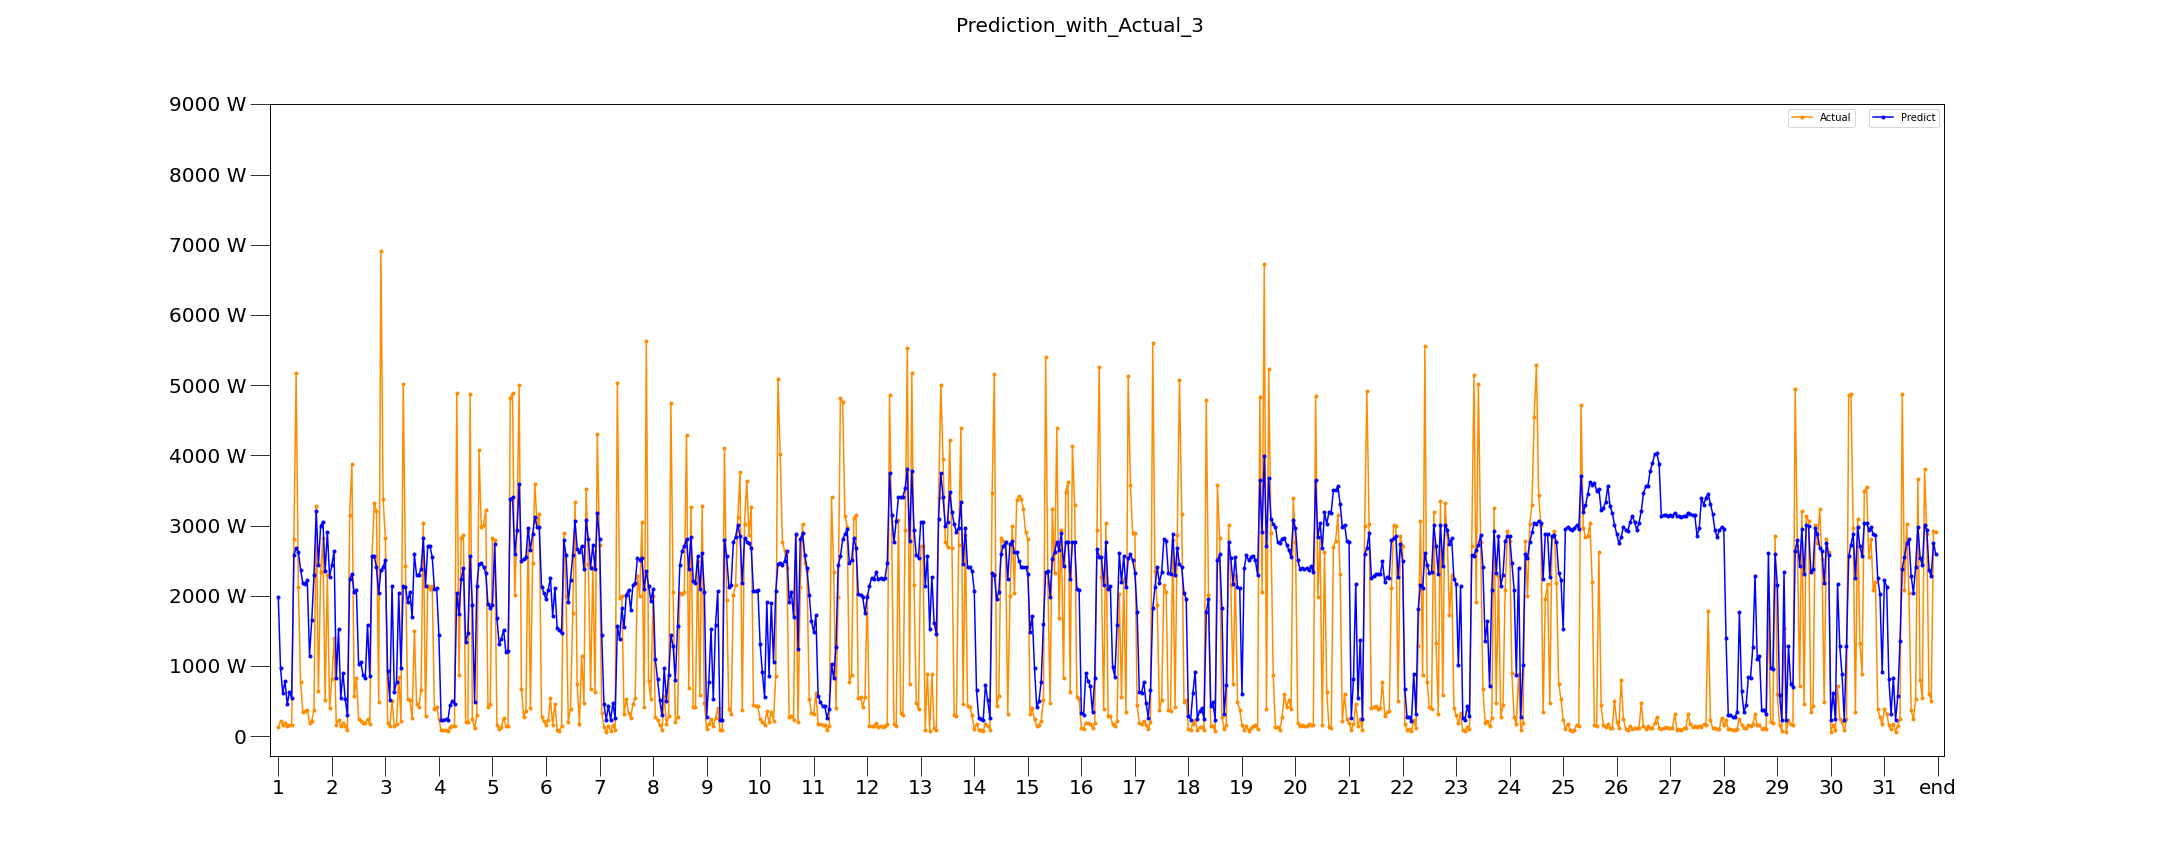 Prediction_with_Actual_3
9000 W
8000 W
7000 W
6000 W
5000 W
4000 W
3000 W
2000 W
1000 W
0
Actual Predict
1 2 3 4 5 6 7 8 9 10 11 12 13 14 15 16 17 18 19 20 21 22 23 24 25 26 27 28 29 30 31 end